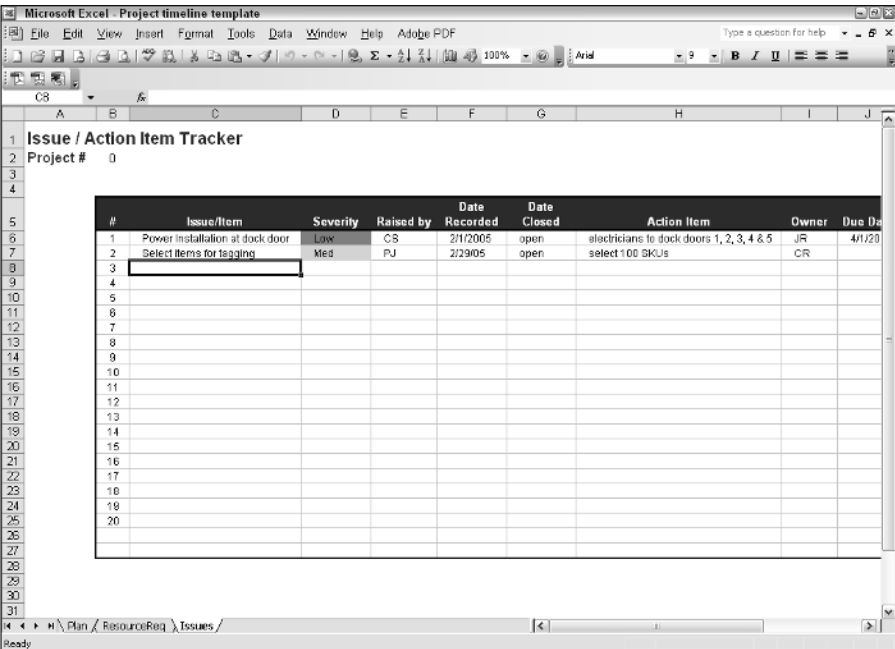 Microsoft Excel - Project timeline template
File Edit View Insert Format Tools Data Window Help Adobe PDF Type a question for help
100% Arial 9 B I U
C8 fx
A B C D E F G H I J
1 Issue / Action Item Tracker
2 Project # 0
3
4
Date Date
5 # Issue/Item Severity Raised by Recorded Closed Action Item Owner Due Da
6 1 Power Installation at dock door Low CS 2/1/2005 open electricians to dock doors 1, 2, 3, 4 & 5 JR 4/1/20
7 2 Select Items for tagging Med PJ 2/29/05 open select 100 SKUs CR
8 3
9 4
10 5
11 6
12 7
13 8
14 9
15 10
16 11
17 12
18 13
19 14
20 15
21 16
22 17
23 18
24 19
25 20
26
27
28
29
30
31
Plan / ResourceReq \ Issues /
Ready